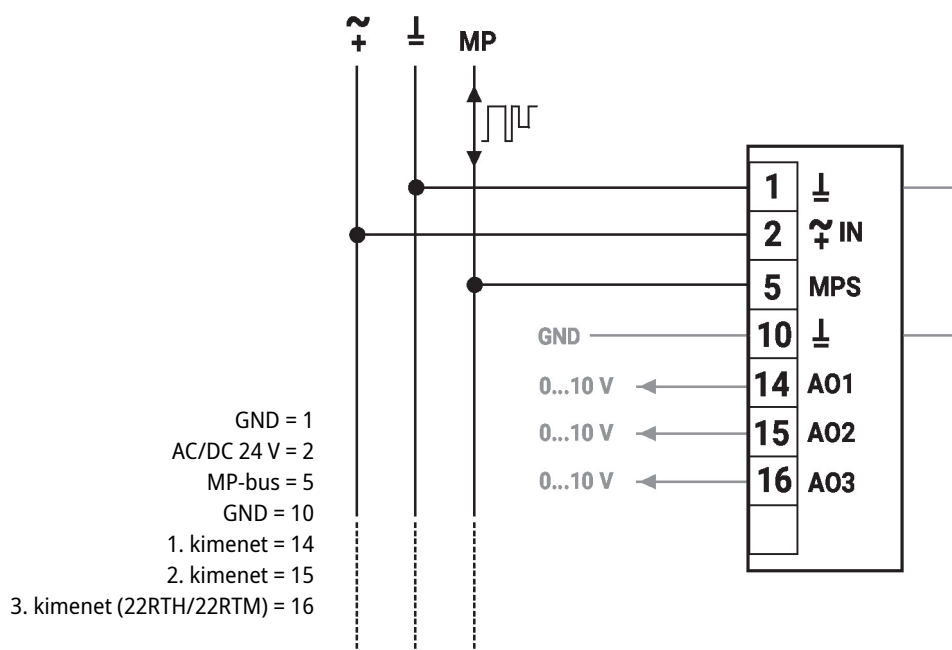 ~
+ ⊥ MP
1 ⊥
2 ~
+ IN
5 MPS
GND 10 ⊥
0...10 V 14 AO1
0...10 V 15 AO2
0...10 V 16 AO3
GND = 1
AC/DC 24 V = 2
MP-bus = 5
GND = 10
1. kimenet = 14
2. kimenet = 15
3. kimenet (22RTH/22RTM) = 16